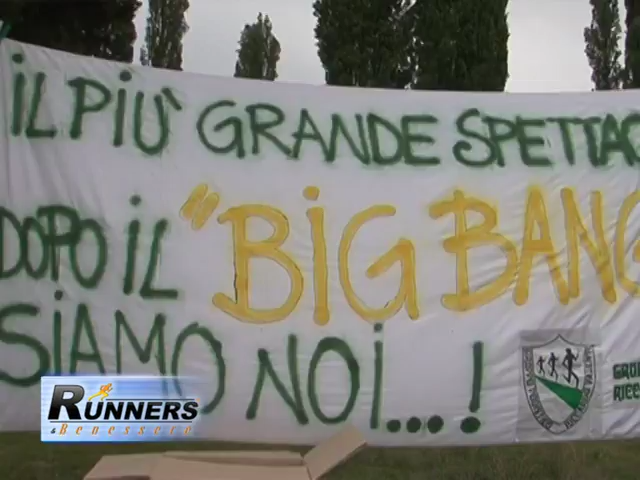 iL PiU' GRANDE SPETTAC
DOPO iL "BiG BANG
SiAMO NOi...!
RUNNERS
& Benessere